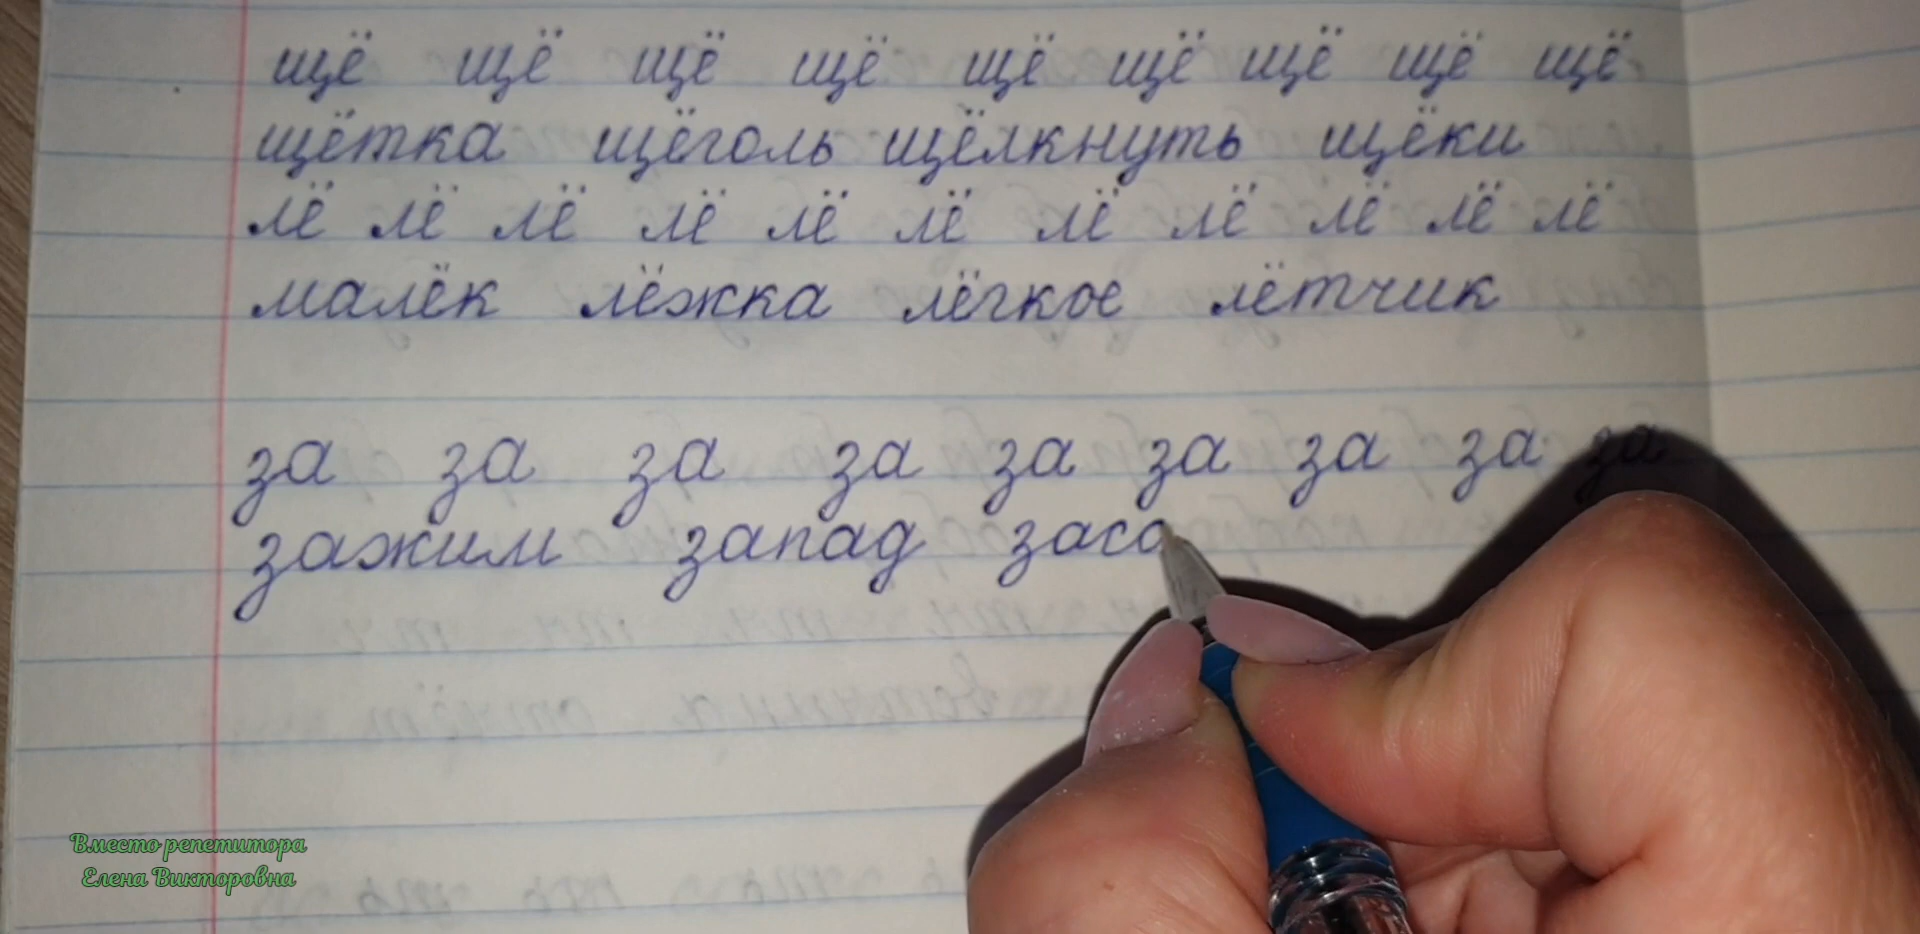 щё щё щё щё щё щё щё щё щё
щётка щёголь щёлкнуть щёки
лё лё лё лё лё лё лё лё лё лё лё
малёк лёжка лёгкое лётчик
за за за за за за за за за
зажим запад засо
Вместо репетитора
Елена Викторовна